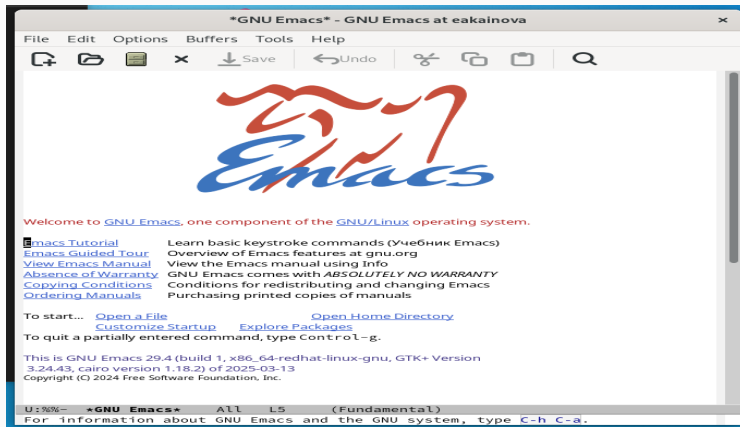 *GNU Emacs* - GNU Emacs at eakainova
File Edit Options Buffers Tools Help
Save Undo
Emacs
Welcome to GNU Emacs, one component of the GNU/Linux operating system.
Emacs Tutorial Learn basic keystroke commands (Учебник Emacs)
Emacs Guided Tour Overview of Emacs features at gnu.org
View Emacs Manual View the Emacs manual using Info
Absence of Warranty GNU Emacs comes with ABSOLUTELY NO WARRANTY
Copying Conditions Conditions for redistributing and changing Emacs
Ordering Manuals Purchasing printed copies of manuals
To start... Open a File Open Home Directory
Customize Startup Explore Packages
To quit a partially entered command, type Control-g.
This is GNU Emacs 29.4 (build 1, x86_64-redhat-linux-gnu, GTK+ Version
3.24.43, cairo version 1.18.2) of 2025-03-13
Copyright (C) 2024 Free Software Foundation, Inc.
U:%%- *GNU Emacs* All L5 (Fundamental)
For information about GNU Emacs and the GNU system, type C-h C-a.